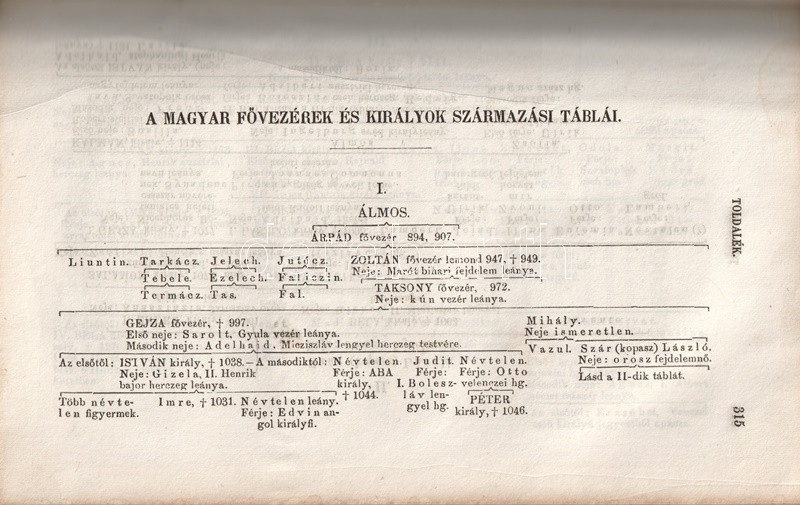 A MAGYAR FŐVEZÉREK ÉS KIRÁLYOK SZÁRMAZÁSI TÁBLÁI.
I.
ÁLMOS.
ÁRPÁD fővezér 894, 907.
Liuntin. Tarkácz. Jelech. Jutócz. ZOLTÁN fővezér lemond 947, † 949.
Neje: Marót bihari fejdelem leánya.
Tebele. Ezelech. Faliczin.
TAKSONY fővezér, 972.
Termácz. Tas. Fal.
Neje: kún vezér leánya.
GEJZA fővezér, † 997.
Első neje: Sarolt, Gyula vezér leánya.
Második neje: Adelhajd, Mieziszláv lengyel herczeg testvére.
Mihály.
Neje ismeretlen.
Vazul. Szár (kopasz) László.
Neje: orosz fejdelemnő.
Lásd a II-dik táblát.
Az elsőtől: ISTVÁN király, † 1038.—A másodiktól: Névtelen. Judit. Névtelen.
Neje: Gizela, II. Henrik Férje: ABA Férje: Férje: Otto
bajor herczeg leánya. király, I. Bolesz- velenczei hg.
† 1044. láv len- PÉTER
gyel hg. király, † 1046.
Több névte- Imre, † 1031. Névtelen leány.
len figyermek. Férje: Edvin an-
gol királyfi.
TOLDALÉK.
315